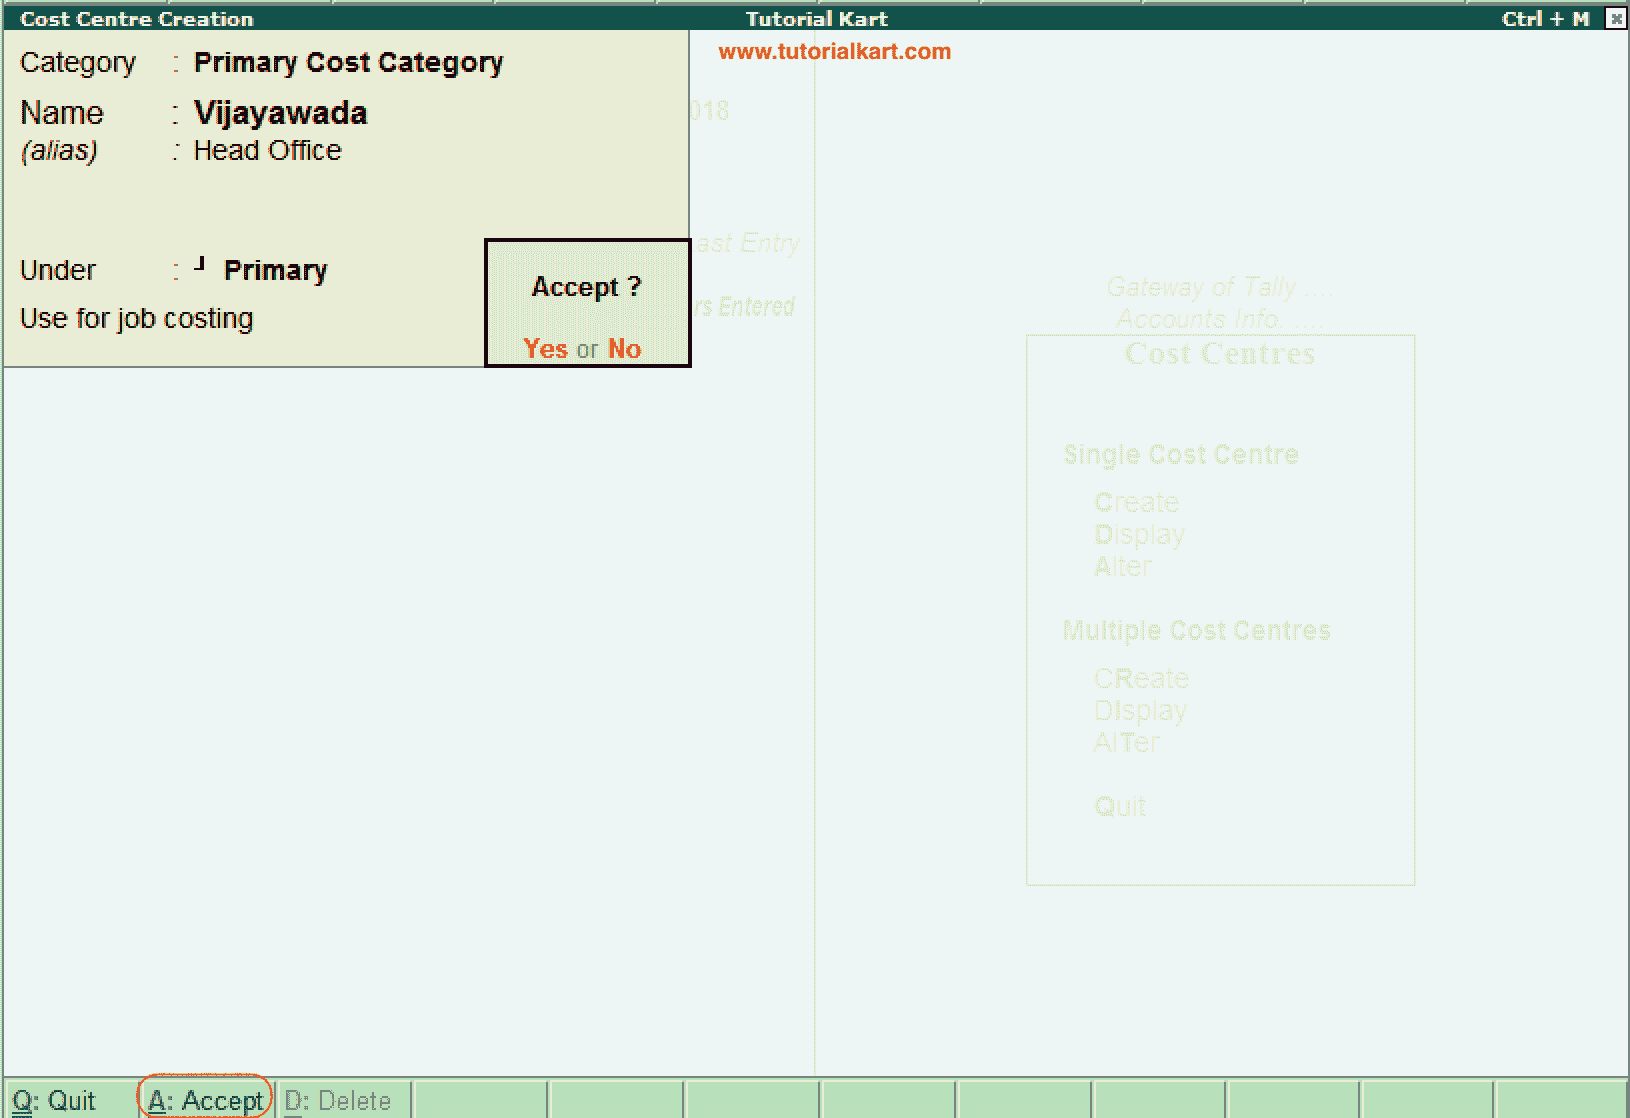 Cost Centre Creation Tutorial Kart Ctrl + M
www.tutorialkart.com
Category : Primary Cost Category
Name : Vijayawada
(alias) : Head Office
Under : ┘ Primary
Use for job costing
Accept ?
Yes or No
018
ast Entry
rs Entered
Gateway of Tally ....
Accounts Info. ....
Cost Centres
Single Cost Centre
Create
Display
Alter
Multiple Cost Centres
CReate
DIsplay
AlTer
Quit
Q: Quit A: Accept D: Delete